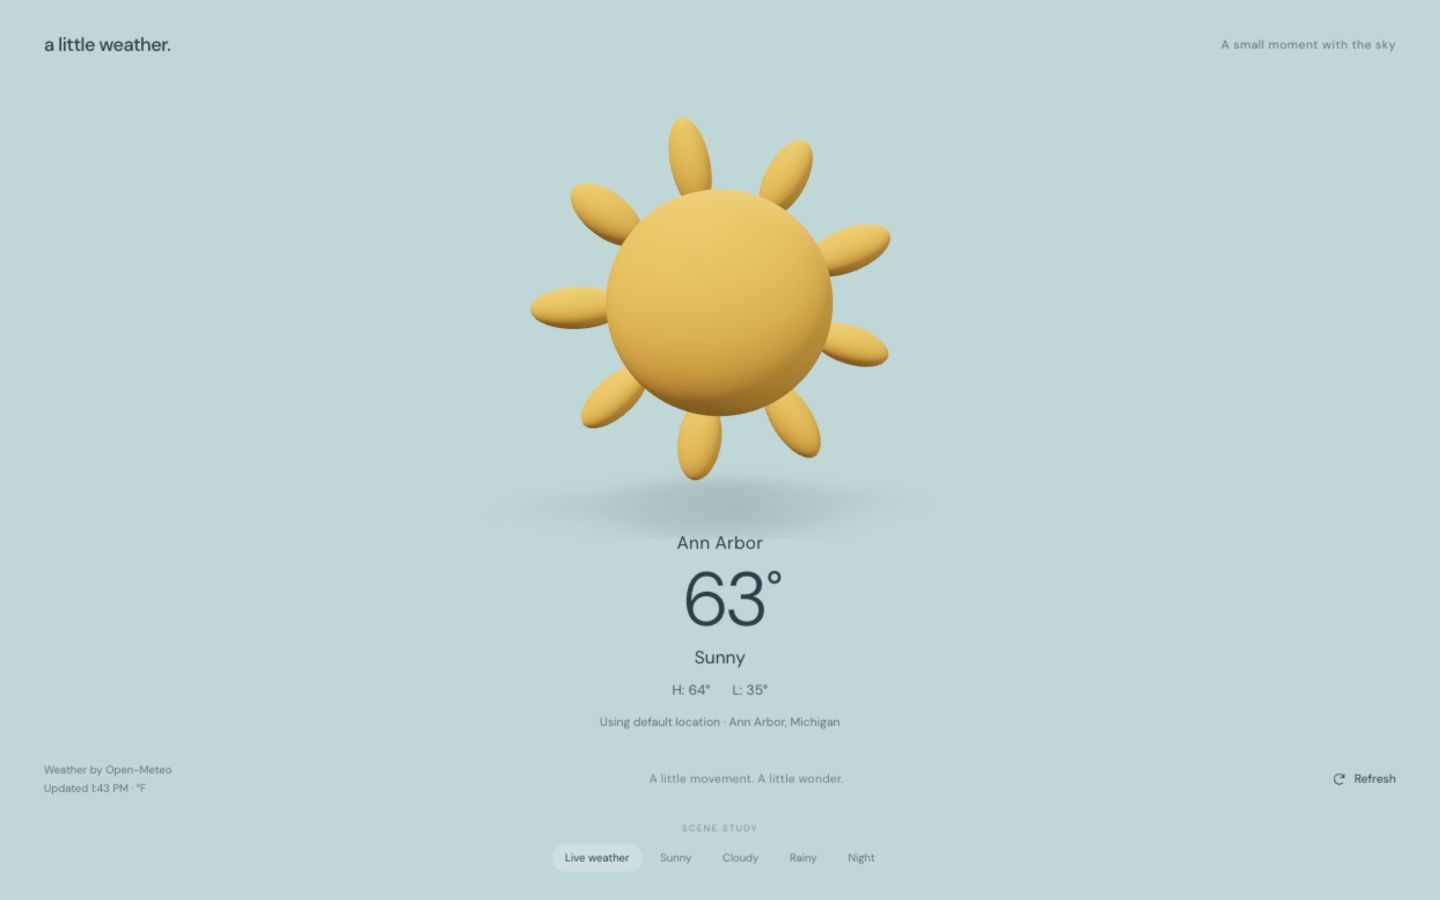 a little weather.
A small moment with the sky
Ann Arbor
63°
Sunny
H: 64° L: 35°
Using default location · Ann Arbor, Michigan
Weather by Open-Meteo
Updated 1:43 PM · °F
A little movement. A little wonder.
Refresh
SCENE STUDY
Live weather Sunny Cloudy Rainy Night